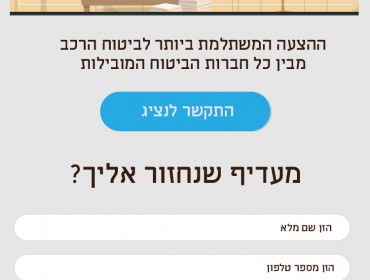 ההצעה המשתלמת ביותר לביטוח הרכב
מבין כל חברות הביטוח המובילות
התקשר לנציג
מעדיף שנחזור אליך?
הזן שם מלא
הזן מספר טלפון